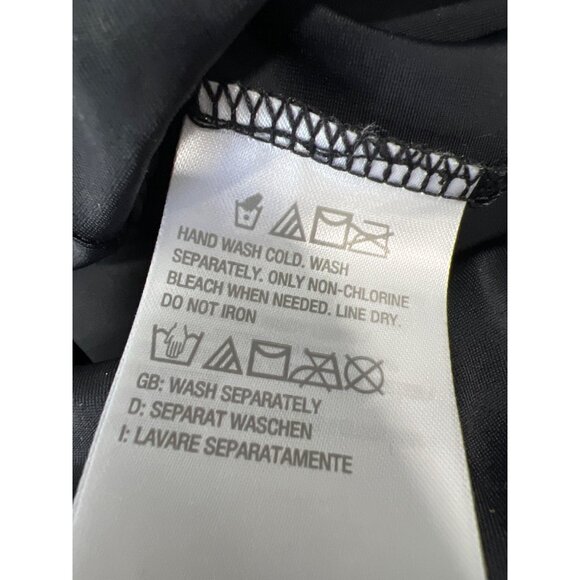 HAND WASH COLD. WASH
SEPARATELY. ONLY NON-CHLORINE
BLEACH WHEN NEEDED. LINE DRY.
DO NOT IRON
GB: WASH SEPARATELY
D: SEPARAT WASCHEN
I: LAVARE SEPARATAMENTE